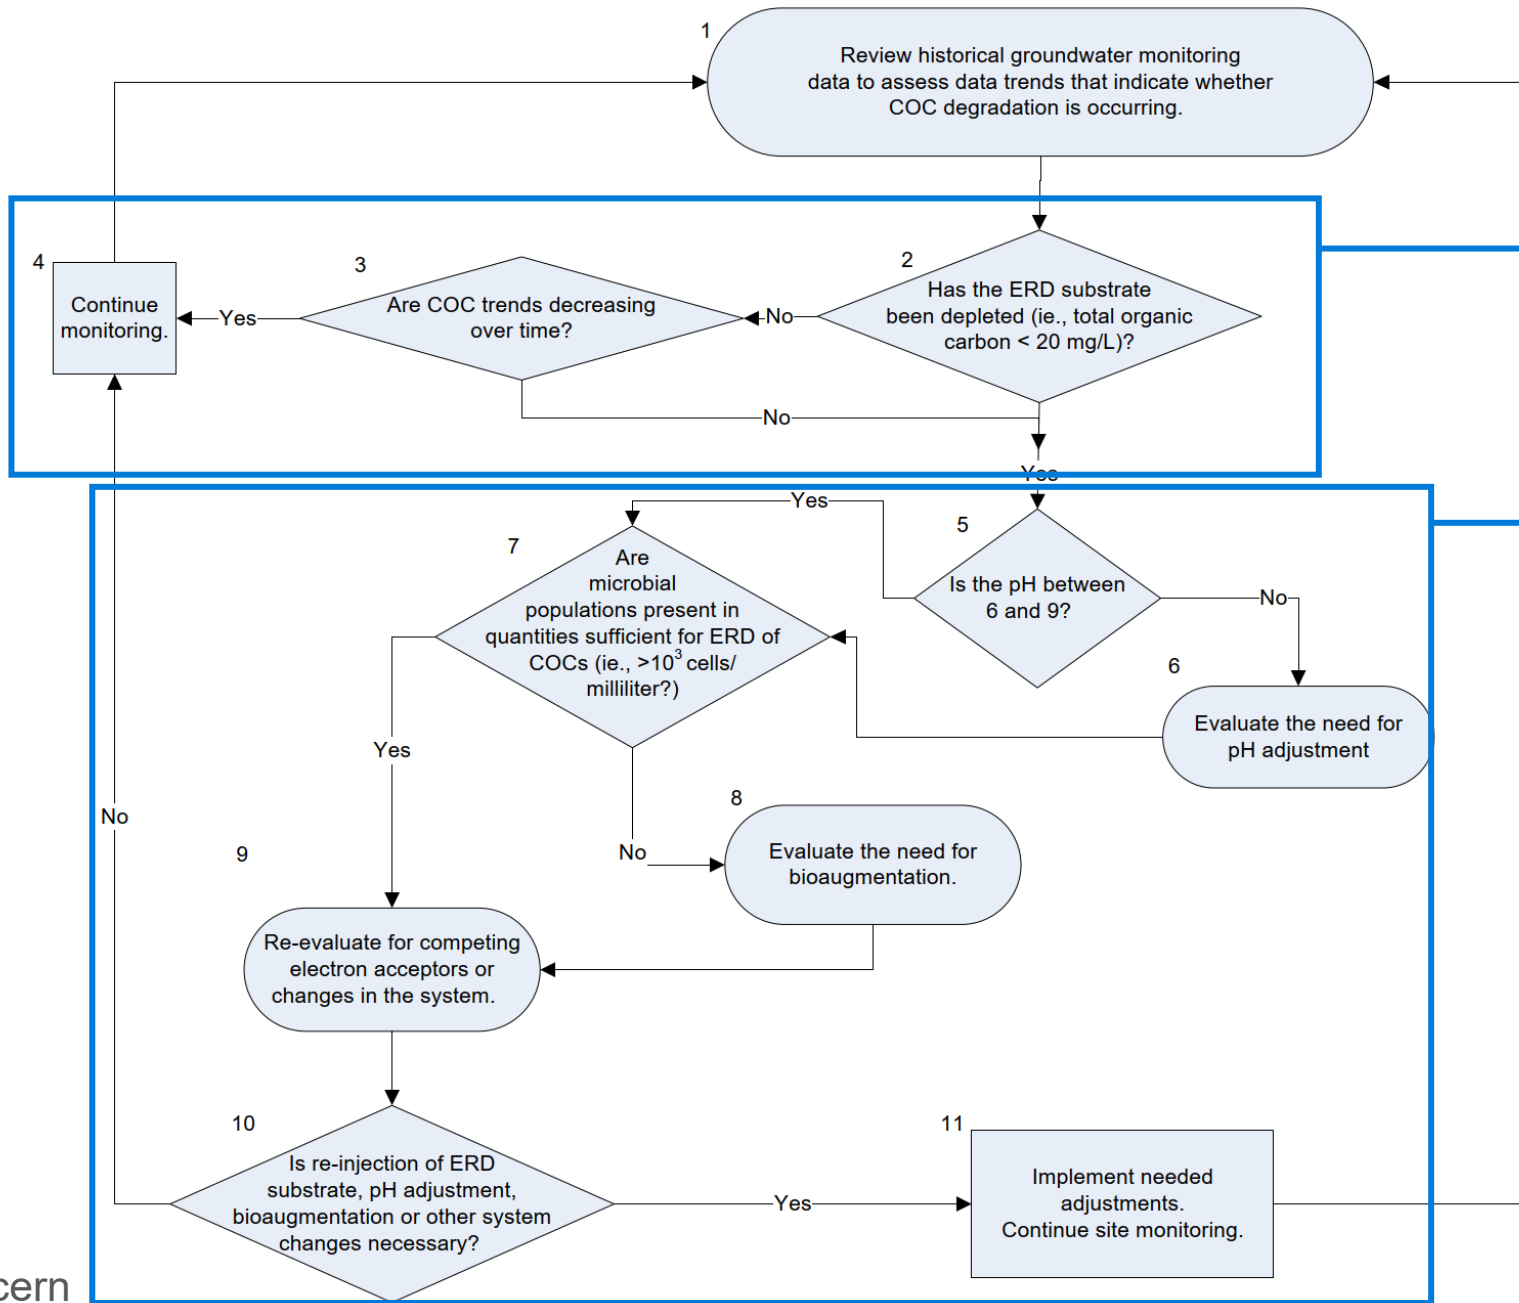 1
Review historical groundwater monitoring
data to assess data trends that indicate whether
COC degradation is occurring.
4
Continue
monitoring.
Yes
3
Are COC trends decreasing
over time?
No
2
Has the ERD substrate
been depleted (ie., total organic
carbon < 20 mg/L)?
No
Yes
Yes
5
Is the pH between
6 and 9?
No
6
Evaluate the need for
pH adjustment
7
Are
microbial
populations present in
quantities sufficient for ERD of
COCs (ie., >10³ cells/
milliliter?)
Yes
No
8
Evaluate the need for
bioaugmentation.
No
9
Re-evaluate for competing
electron acceptors or
changes in the system.
10
Is re-injection of ERD
substrate, pH adjustment,
bioaugmentation or other system
changes necessary?
Yes
11
Implement needed
adjustments.
Continue site monitoring.
cern